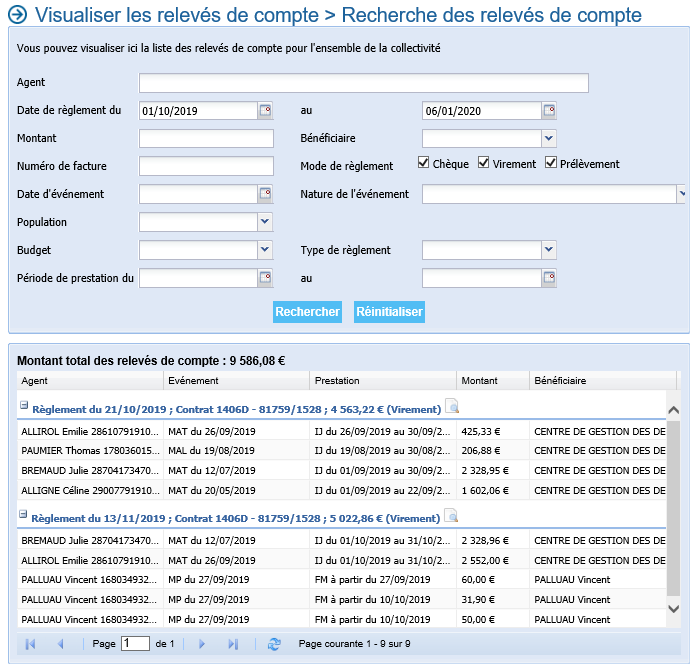 Visualiser les relevés de compte > Recherche des relevés de compte
Vous pouvez visualiser ici la liste des relevés de compte pour l'ensemble de la collectivité
Agent
Date de règlement du 01/10/2019 au 06/01/2020
Montant Bénéficiaire
Numéro de facture Mode de règlement Chèque Virement Prélèvement
Date d'événement Nature de l'événement
Population
Budget Type de règlement
Période de prestation du au
Rechercher Réinitialiser
Montant total des relevés de compte : 9 586,08 €
Agent Evénement Prestation Montant Bénéficiaire
Règlement du 21/10/2019 ; Contrat 1406D - 81759/1528 ; 4 563,22 € (Virement)
ALLIROL Emilie 28610791910... MAT du 26/09/2019 IJ du 26/09/2019 au 30/09/2... 425,33 € CENTRE DE GESTION DES DE
PAUMIER Thomas 178036015... MAL du 19/08/2019 IJ du 19/08/2019 au 30/08/2... 206,88 € CENTRE DE GESTION DES DE
BREMAUD Julie 28704173470... MAT du 12/07/2019 IJ du 01/09/2019 au 30/09/2... 2 328,95 € CENTRE DE GESTION DES DE
ALLIGNE Céline 29007791910... MAT du 20/05/2019 IJ du 01/09/2019 au 22/09/2... 1 602,06 € CENTRE DE GESTION DES DE
Règlement du 13/11/2019 ; Contrat 1406D - 81759/1528 ; 5 022,86 € (Virement)
BREMAUD Julie 28704173470... MAT du 12/07/2019 IJ du 01/10/2019 au 31/10/2... 2 328,96 € CENTRE DE GESTION DES DE
ALLIROL Emilie 28610791910... MAT du 26/09/2019 IJ du 01/10/2019 au 31/10/2... 2 552,00 € CENTRE DE GESTION DES DE
PALLUAU Vincent 168034932... MP du 27/09/2019 FM à partir du 27/09/2019 60,00 € PALLUAU Vincent
PALLUAU Vincent 168034932... MP du 27/09/2019 FM à partir du 10/10/2019 31,90 € PALLUAU Vincent
PALLUAU Vincent 168034932... MP du 27/09/2019 FM à partir du 10/10/2019 50,00 € PALLUAU Vincent
Page 1 de 1 Page courante 1 - 9 sur 9